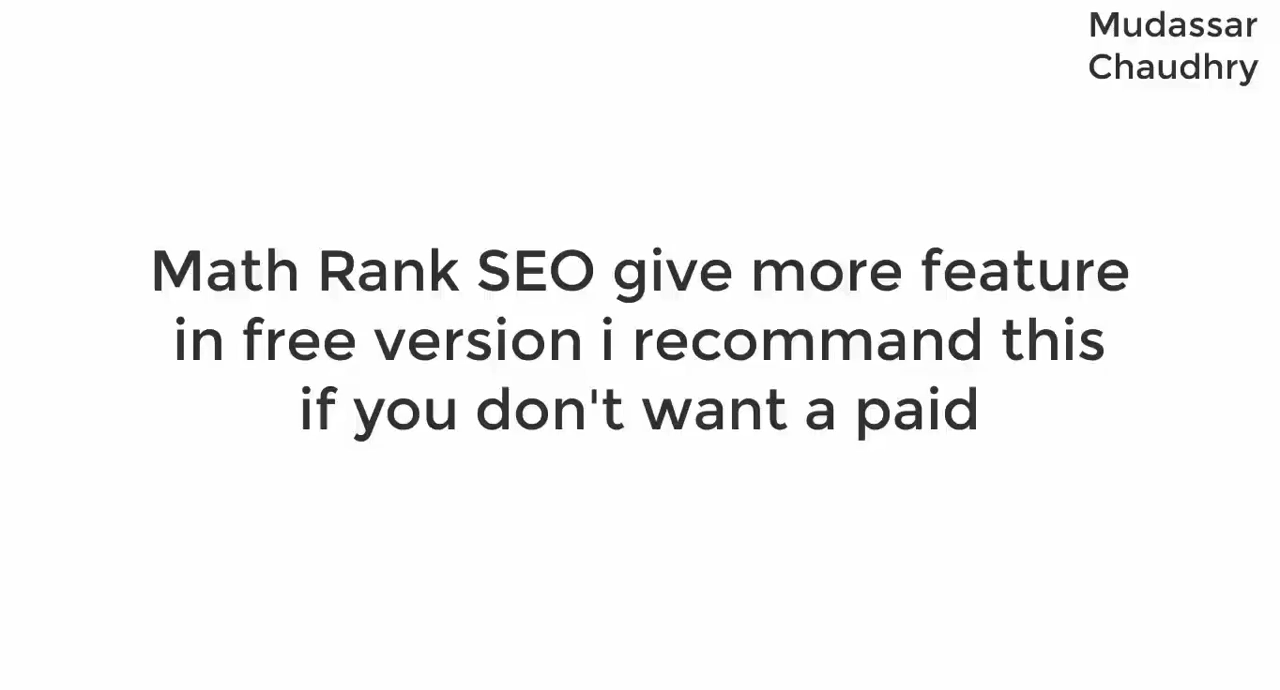 Mudassar
Chaudhry
Math Rank SEO give more feature
in free version i recommand this
if you don't want a paid